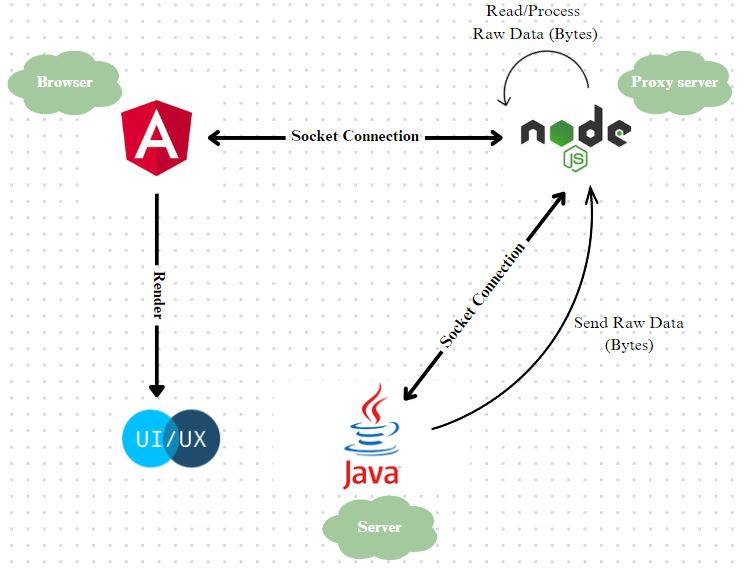 Read/Process
Raw Data (Bytes)
Browser
Proxy server
A
Socket Connection
node
JS
Render
Socket Connection
Send Raw Data
(Bytes)
UI/UX
Java
Server